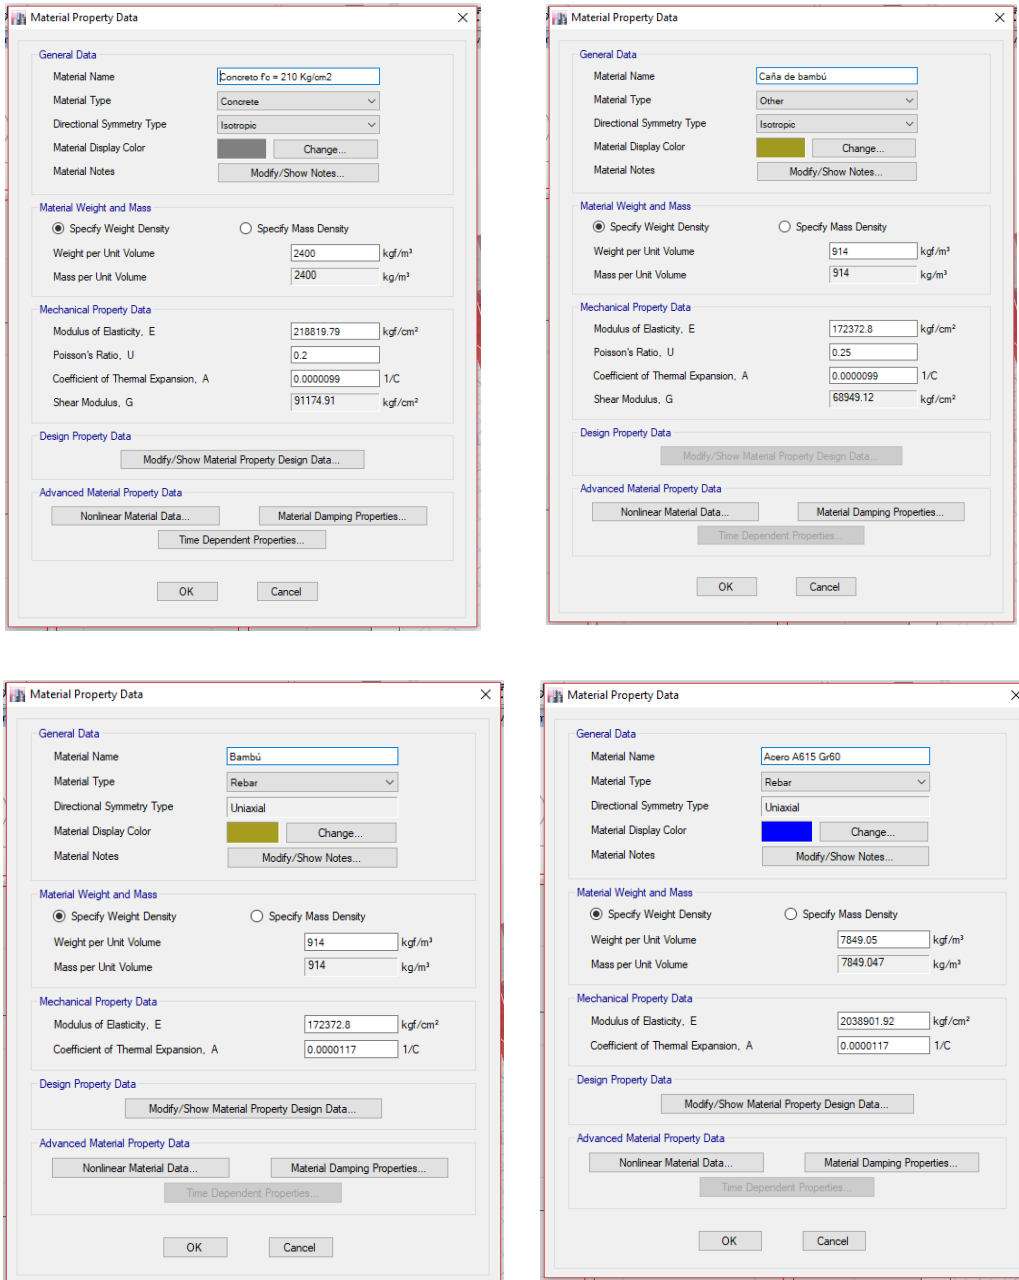 Material Property Data
General Data
Material Name Concreto f'c = 210 Kg/cm2
Material Type Concrete
Directional Symmetry Type Isotropic
Material Display Color Change...
Material Notes Modify/Show Notes...
Material Weight and Mass
Specify Weight Density Specify Mass Density
Weight per Unit Volume 2400 kgf/m³
Mass per Unit Volume 2400 kg/m³
Mechanical Property Data
Modulus of Elasticity, E 218819.79 kgf/cm²
Poisson's Ratio, U 0.2
Coefficient of Thermal Expansion, A 0.0000099 1/C
Shear Modulus, G 91174.91 kgf/cm²
Design Property Data
Modify/Show Material Property Design Data...
Advanced Material Property Data
Nonlinear Material Data... Material Damping Properties...
Time Dependent Properties...
OK Cancel
Material Property Data
General Data
Material Name Caña de bambú
Material Type Other
Directional Symmetry Type Isotropic
Material Display Color Change...
Material Notes Modify/Show Notes...
Material Weight and Mass
Specify Weight Density Specify Mass Density
Weight per Unit Volume 914 kgf/m³
Mass per Unit Volume 914 kg/m³
Mechanical Property Data
Modulus of Elasticity, E 172372.8 kgf/cm²
Poisson's Ratio, U 0.25
Coefficient of Thermal Expansion, A 0.0000099 1/C
Shear Modulus, G 68949.12 kgf/cm²
Design Property Data
Modify/Show Material Property Design Data...
Advanced Material Property Data
Nonlinear Material Data... Material Damping Properties...
Time Dependent Properties...
OK Cancel
Material Property Data
General Data
Material Name Bambú
Material Type Rebar
Directional Symmetry Type Uniaxial
Material Display Color Change...
Material Notes Modify/Show Notes...
Material Weight and Mass
Specify Weight Density Specify Mass Density
Weight per Unit Volume 914 kgf/m³
Mass per Unit Volume 914 kg/m³
Mechanical Property Data
Modulus of Elasticity, E 172372.8 kgf/cm²
Coefficient of Thermal Expansion, A 0.0000117 1/C
Design Property Data
Modify/Show Material Property Design Data...
Advanced Material Property Data
Nonlinear Material Data... Material Damping Properties...
Time Dependent Properties...
OK Cancel
Material Property Data
General Data
Material Name Acero A615 Gr60
Material Type Rebar
Directional Symmetry Type Uniaxial
Material Display Color Change...
Material Notes Modify/Show Notes...
Material Weight and Mass
Specify Weight Density Specify Mass Density
Weight per Unit Volume 7849.05 kgf/m³
Mass per Unit Volume 7849.047 kg/m³
Mechanical Property Data
Modulus of Elasticity, E 2038901.92 kgf/cm²
Coefficient of Thermal Expansion, A 0.0000117 1/C
Design Property Data
Modify/Show Material Property Design Data...
Advanced Material Property Data
Nonlinear Material Data... Material Damping Properties...
Time Dependent Properties...
OK Cancel